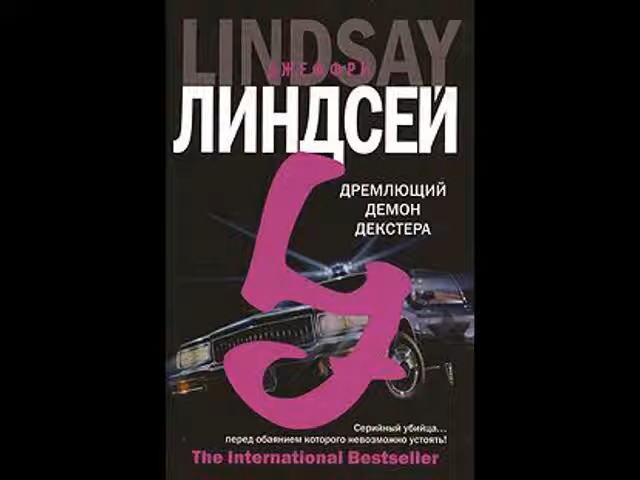 LINDSAY
ДЖЕФФРИ
ЛИНДСЕЙ
ДРЕМЛЮЩИЙ
ДЕМОН
ДЕКСТЕРА
Серийный убийца...
перед обаянием которого невозможно устоять!
The International Bestseller